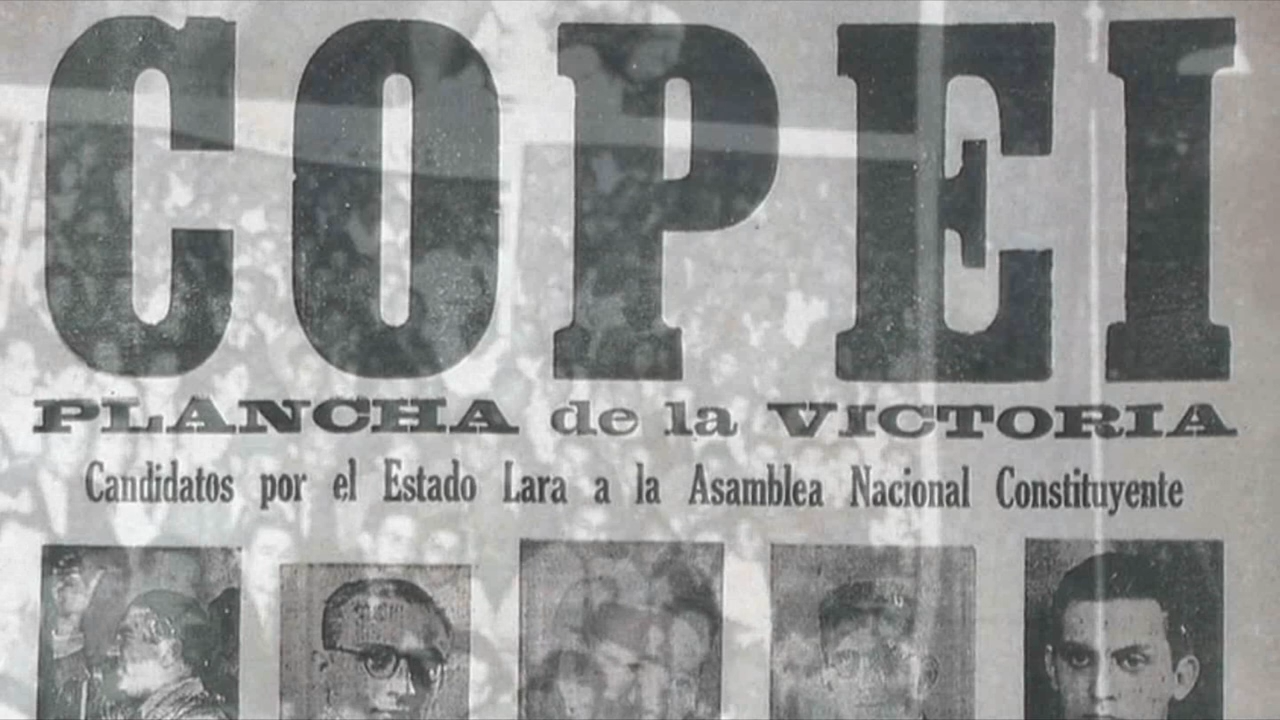 COPEI
PLANCHA de la VICTORIA
Candidatos por el Estado Lara a la Asamblea Nacional Constituyente